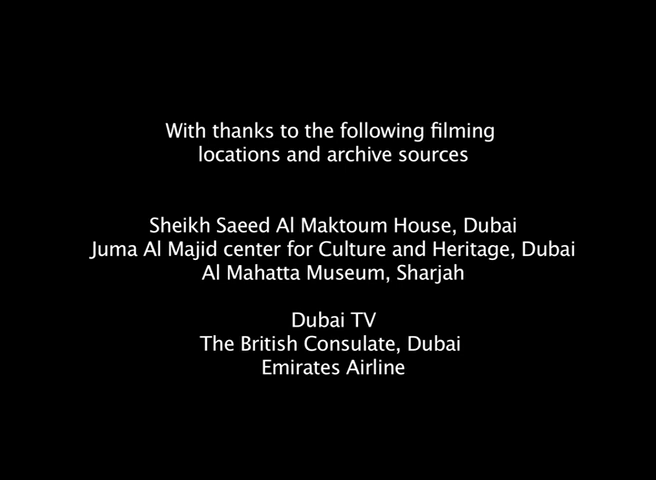 With thanks to the following filming
locations and archive sources
Sheikh Saeed Al Maktoum House, Dubai
Juma Al Majid center for Culture and Heritage, Dubai
Al Mahatta Museum, Sharjah
Dubai TV
The British Consulate, Dubai
Emirates Airline